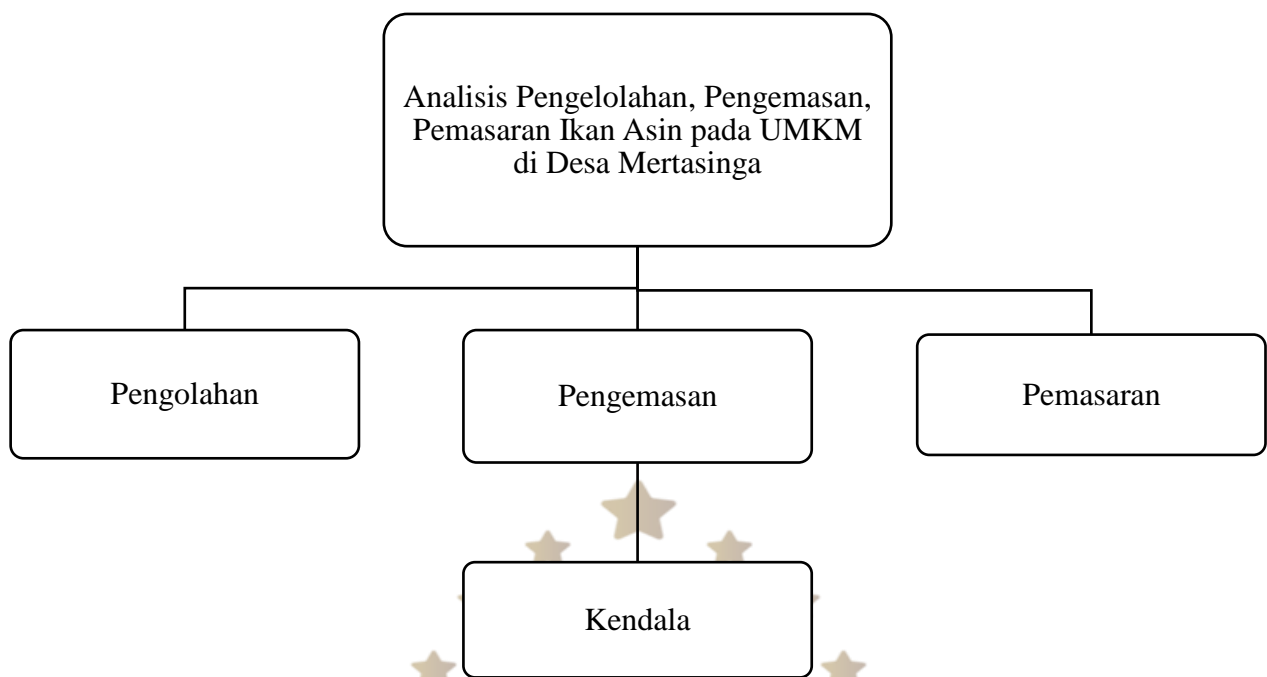 Analisis Pengelolahan, Pengemasan,
Pemasaran Ikan Asin pada UMKM
di Desa Mertasinga
Pengolahan
Pengemasan
Pemasaran
Kendala